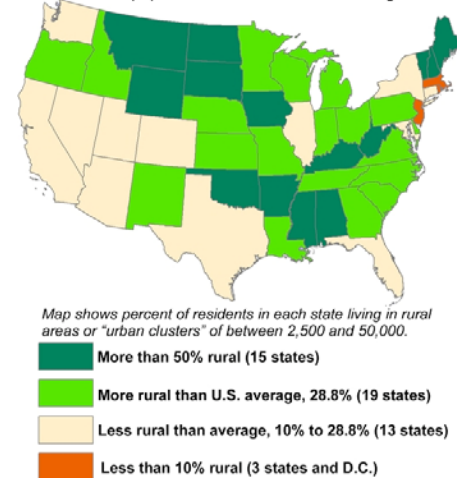 Map shows percent of residents in each state living in rural
areas or “urban clusters” of between 2,500 and 50,000.
More than 50% rural (15 states)
More rural than U.S. average, 28.8% (19 states)
Less rural than average, 10% to 28.8% (13 states)
Less than 10% rural (3 states and D.C.)